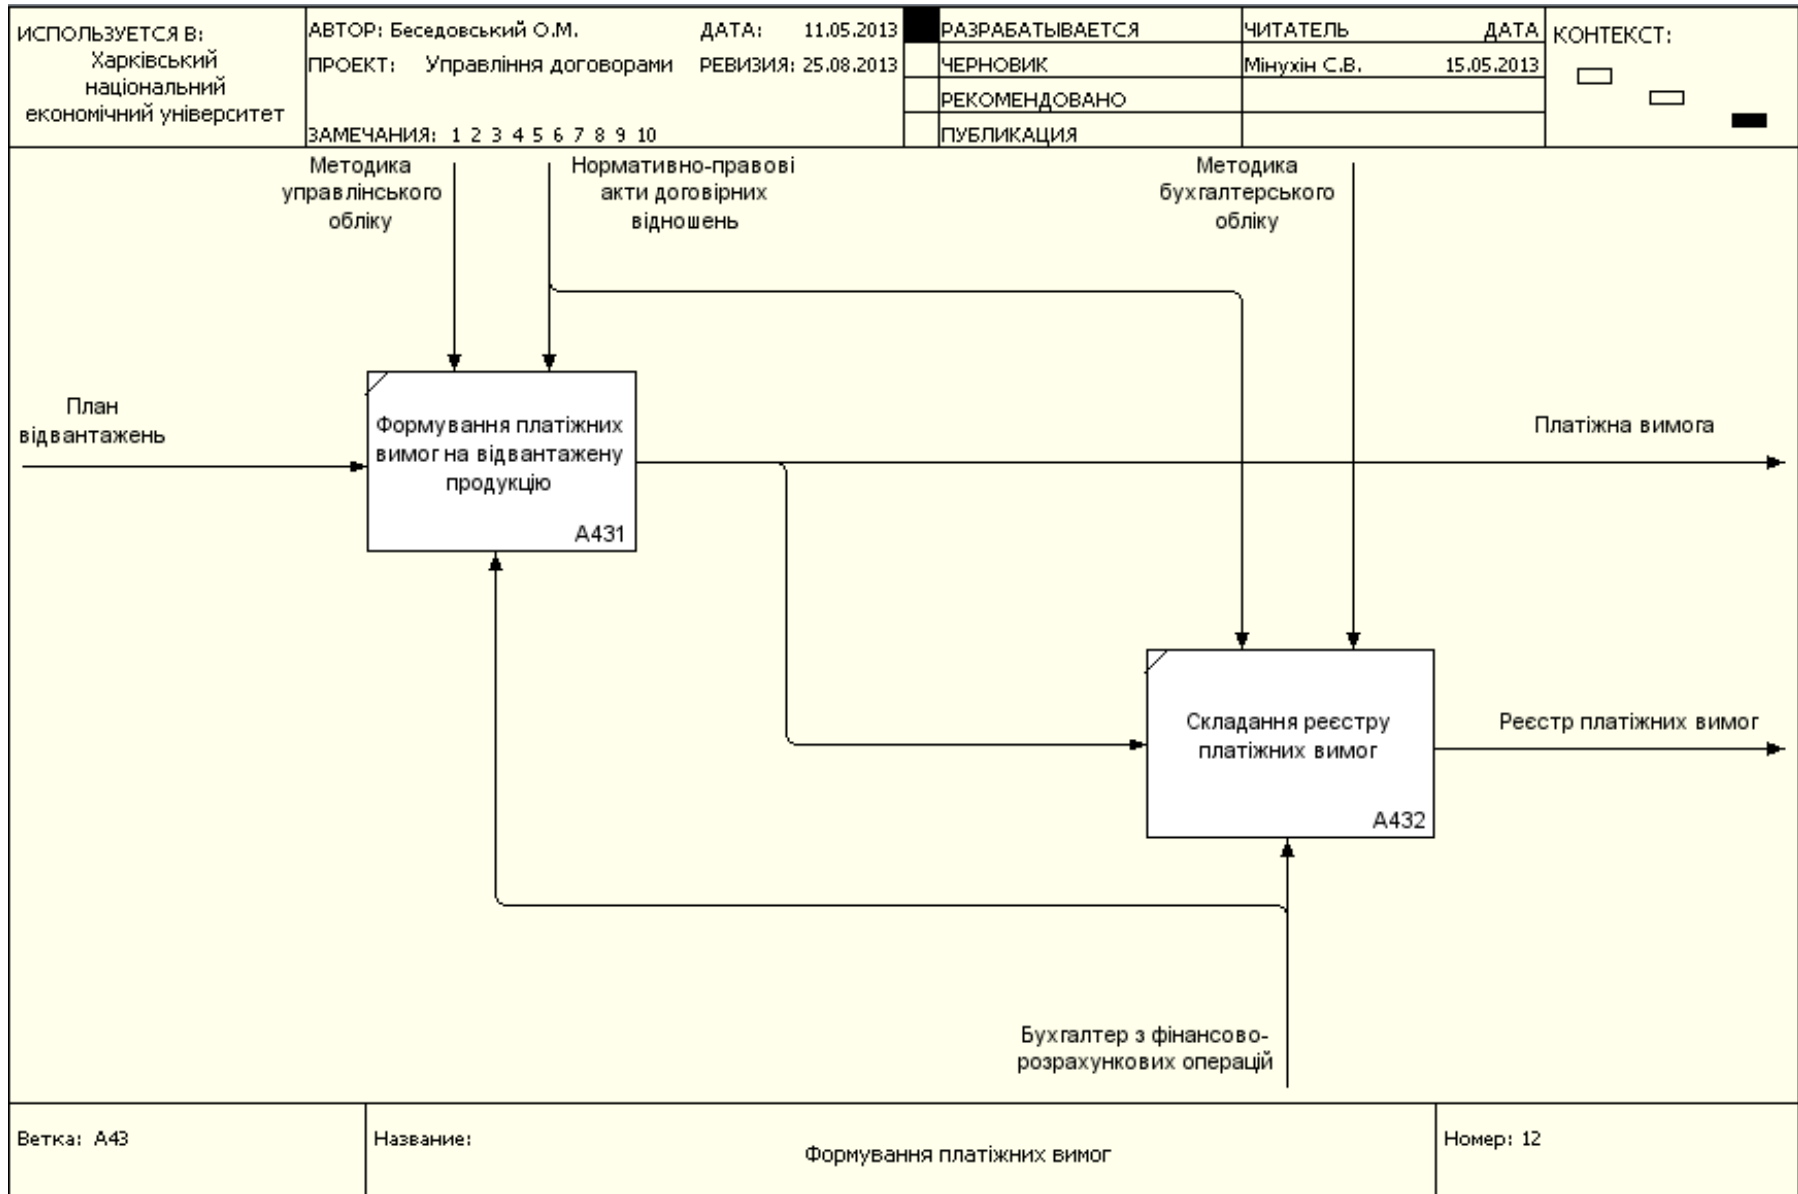 ИСПОЛЬЗУЕТСЯ В:
Харківський
національний
економічний університет
АВТОР: Беседовський О.М.
ДАТА: 11.05.2013
ПРОЕКТ: Управління договорами
РЕВИЗИЯ: 25.08.2013
ЗАМЕЧАНИЯ: 1 2 3 4 5 6 7 8 9 10
РАЗРАБАТЫВАЕТСЯ
ЧЕРНОВИК
РЕКОМЕНДОВАНО
ПУБЛИКАЦИЯ
ЧИТАТЕЛЬ ДАТА
Мінухін С.В. 15.05.2013
КОНТЕКСТ:
Методика
управлінського
обліку
Нормативно-правові
акти договірних
відношень
Методика
бухгалтерського
обліку
План
відвантажень
Формування платіжних
вимог на відвантажену
продукцію
A431
Платіжна вимога
Складання реєстру
платіжних вимог
A432
Реєстр платіжних вимог
Бухгалтер з фінансово-
розрахункових операцій
Ветка: A43
Название:
Формування платіжних вимог
Номер: 12